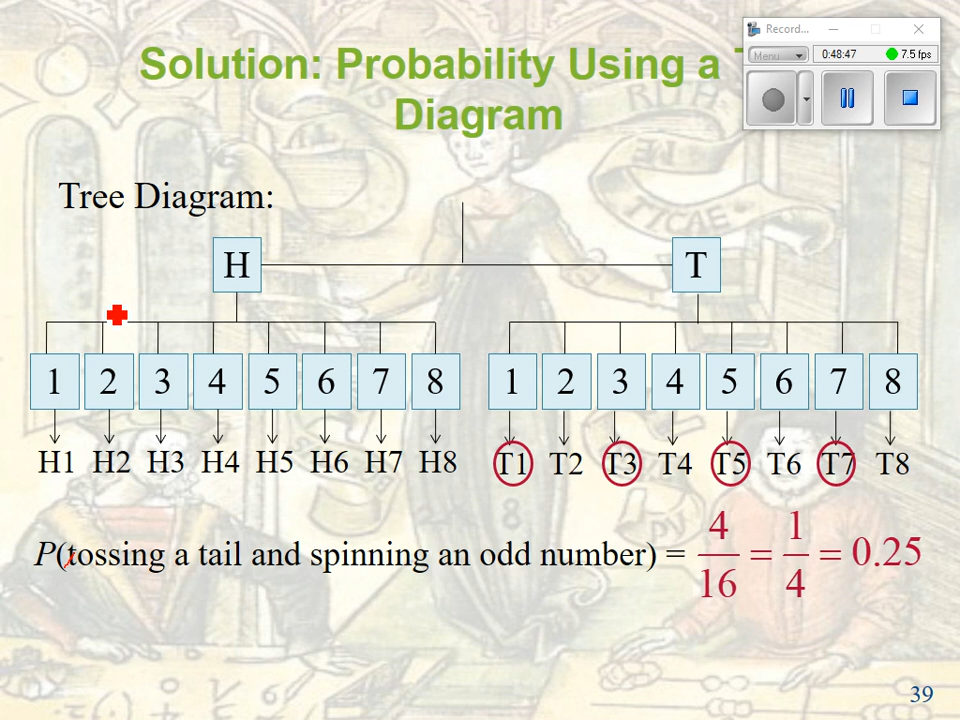 Record...
Menu
0:48:47
7.5 fps
Solution: Probability Using a
Diagram
Tree Diagram:
H T
1 2 3 4 5 6 7 8 1 2 3 4 5 6 7 8
H1 H2 H3 H4 H5 H6 H7 H8 T1 T2 T3 T4 T5 T6 T7 T8
P(tossing a tail and spinning an odd number) = 4/16 = 1/4 = 0.25
39